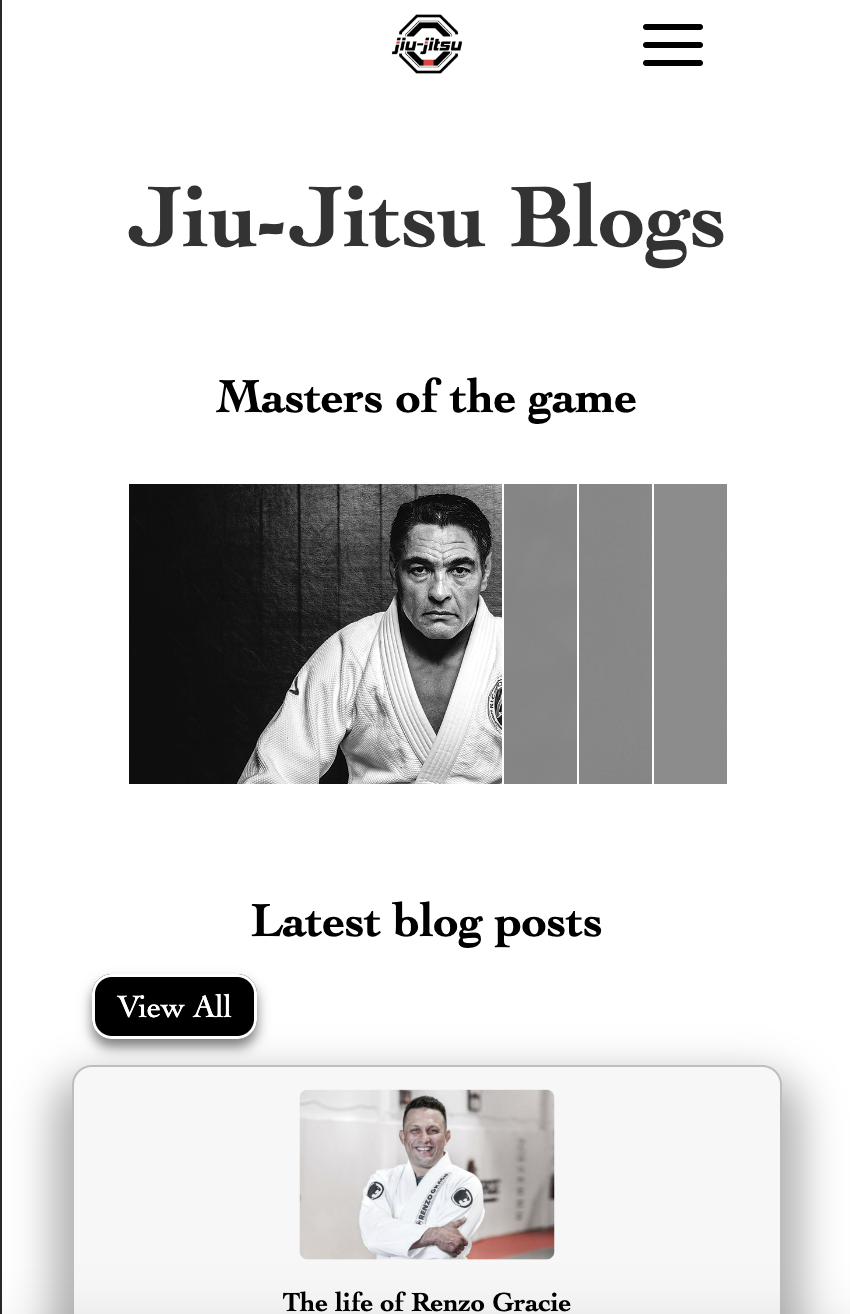 jiu-jitsu
Jiu-Jitsu Blogs
Masters of the game
Latest blog posts
View All
RENZO GRACIE
The life of Renzo Gracie